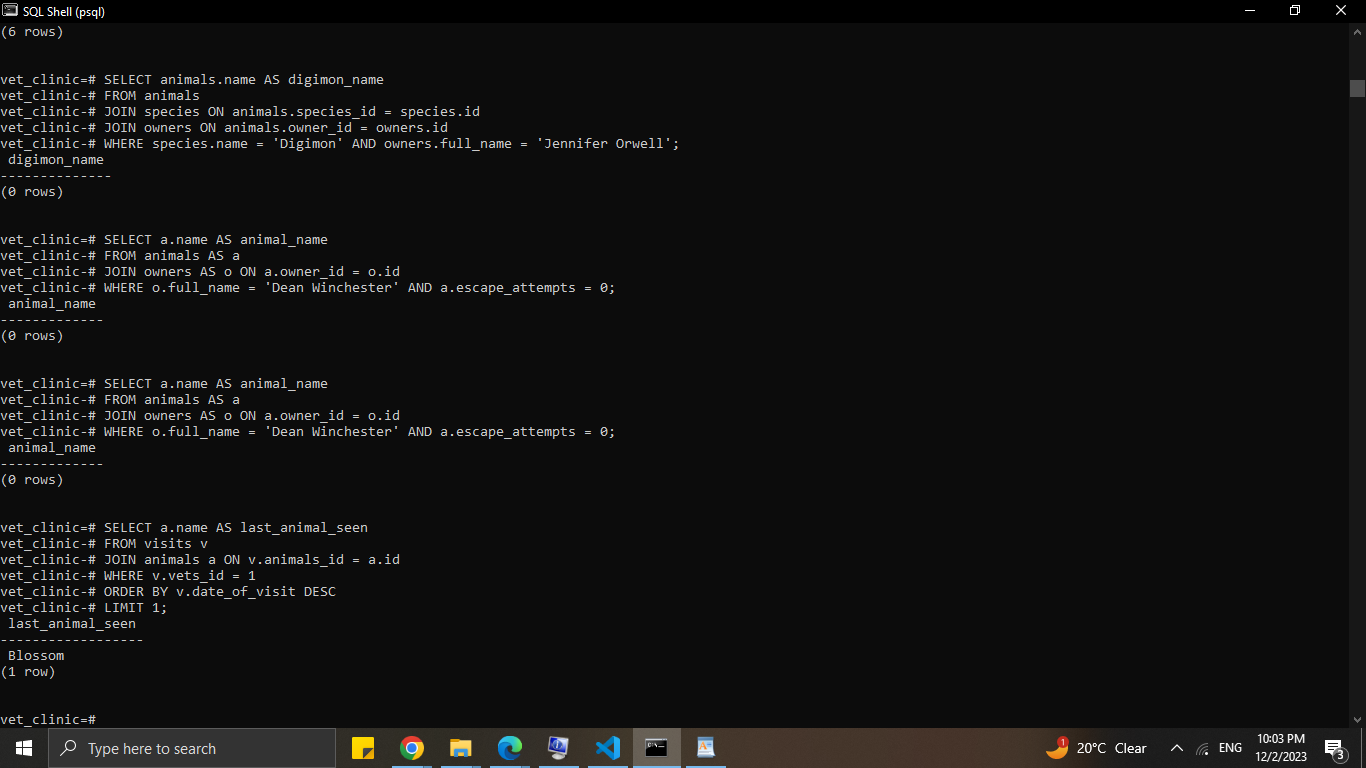 SQL Shell (psql)
(6 rows)
vet_clinic=# SELECT animals.name AS digimon_name
vet_clinic-# FROM animals
vet_clinic-# JOIN species ON animals.species_id = species.id
vet_clinic-# JOIN owners ON animals.owner_id = owners.id
vet_clinic-# WHERE species.name = 'Digimon' AND owners.full_name = 'Jennifer Orwell';
digimon_name
--------------
(0 rows)
vet_clinic=# SELECT a.name AS animal_name
vet_clinic-# FROM animals AS a
vet_clinic-# JOIN owners AS o ON a.owner_id = o.id
vet_clinic-# WHERE o.full_name = 'Dean Winchester' AND a.escape_attempts = 0;
animal_name
-------------
(0 rows)
vet_clinic=# SELECT a.name AS animal_name
vet_clinic-# FROM animals AS a
vet_clinic-# JOIN owners AS o ON a.owner_id = o.id
vet_clinic-# WHERE o.full_name = 'Dean Winchester' AND a.escape_attempts = 0;
animal_name
-------------
(0 rows)
vet_clinic=# SELECT a.name AS last_animal_seen
vet_clinic-# FROM visits v
vet_clinic-# JOIN animals a ON v.animals_id = a.id
vet_clinic-# WHERE v.vets_id = 1
vet_clinic-# ORDER BY v.date_of_visit DESC
vet_clinic-# LIMIT 1;
last_animal_seen
------------------
Blossom
(1 row)
vet_clinic=#
Type here to search
1
20°C Clear
ENG
10:03 PM
12/2/2023
3